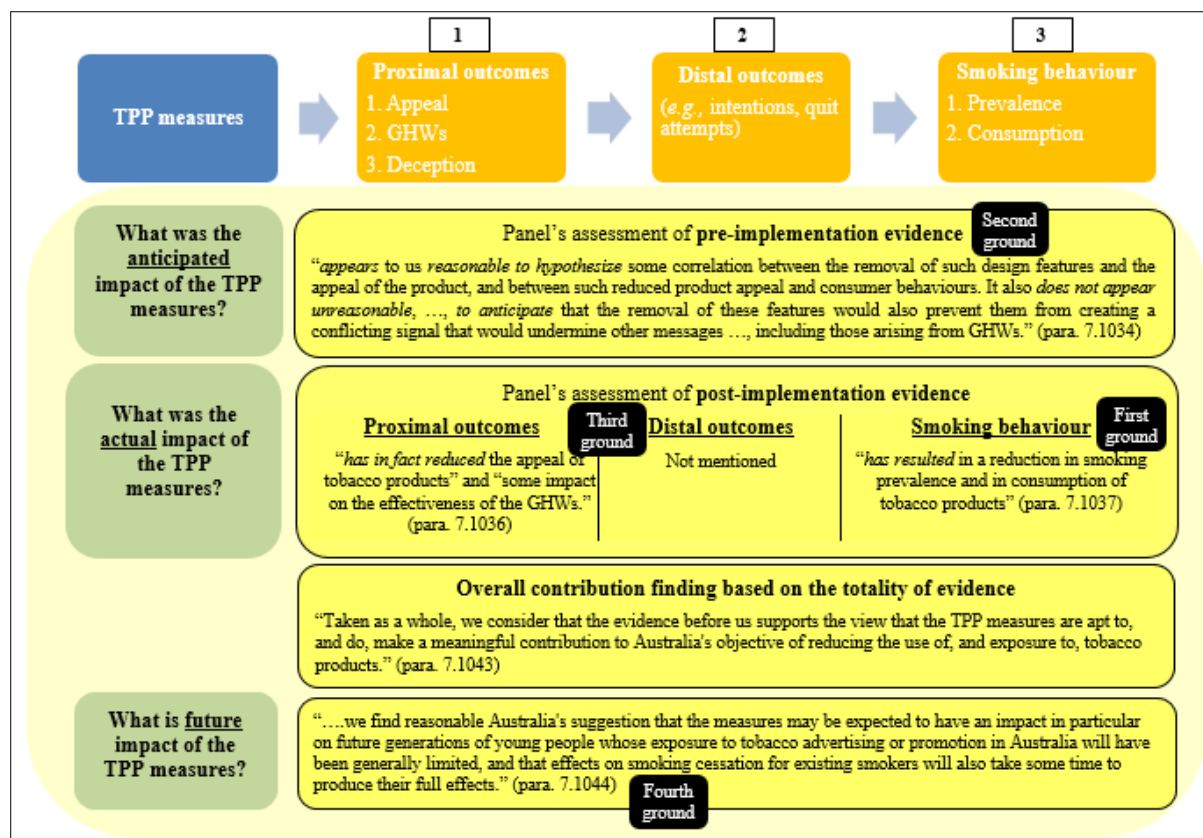 1
2
3
TPP measures
Proximal outcomes
1. Appeal
2. GHWs
3. Deception
Distal outcomes
(e.g., intentions, quit
attempts)
Smoking behaviour
1. Prevalence
2. Consumption
What was the
anticipated
impact of the TPP
measures?
Panel's assessment of pre-implementation evidence
Second
ground
“appears to us reasonable to hypothesize some correlation between the removal of such design features and the
appeal of the product, and between such reduced product appeal and consumer behaviours. It also does not appear
unreasonable, …, to anticipate that the removal of these features would also prevent them from creating a
conflicting signal that would undermine other messages …, including those arising from GHWs.” (para. 7.1034)
What was the
actual impact of
the TPP
measures?
Panel's assessment of post-implementation evidence
Proximal outcomes
Third
ground
Distal outcomes
Smoking behaviour
First
ground
“has in fact reduced the appeal of
tobacco products” and “some impact
on the effectiveness of the GHWs.”
(para. 7.1036)
Not mentioned
“has resulted in a reduction in smoking
prevalence and in consumption of
tobacco products” (para. 7.1037)
Overall contribution finding based on the totality of evidence
“Taken as a whole, we consider that the evidence before us supports the view that the TPP measures are apt to,
and do, make a meaningful contribution to Australia's objective of reducing the use of, and exposure to, tobacco
products.” (para. 7.1043)
What is future
impact of the
TPP measures?
“….we find reasonable Australia's suggestion that the measures may be expected to have an impact in particular
on future generations of young people whose exposure to tobacco advertising or promotion in Australia will have
been generally limited, and that effects on smoking cessation for existing smokers will also take some time to
produce their full effects.” (para. 7.1044)
Fourth
ground